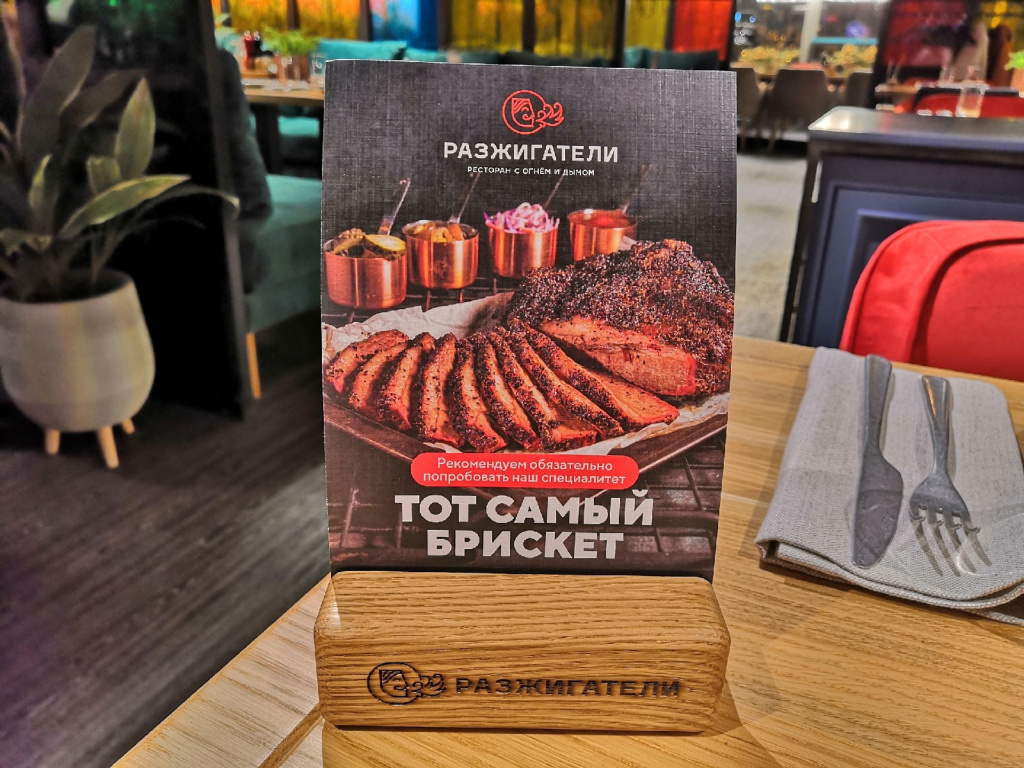 РАЗЖИГАТЕЛИ
РЕСТОРАН С ОГНЁМ И ДЫМОМ
Рекомендуем обязательно
попробовать наш специалитет
ТОТ САМЫЙ
БРИСКЕТ
РАЗЖИГАТЕЛИ